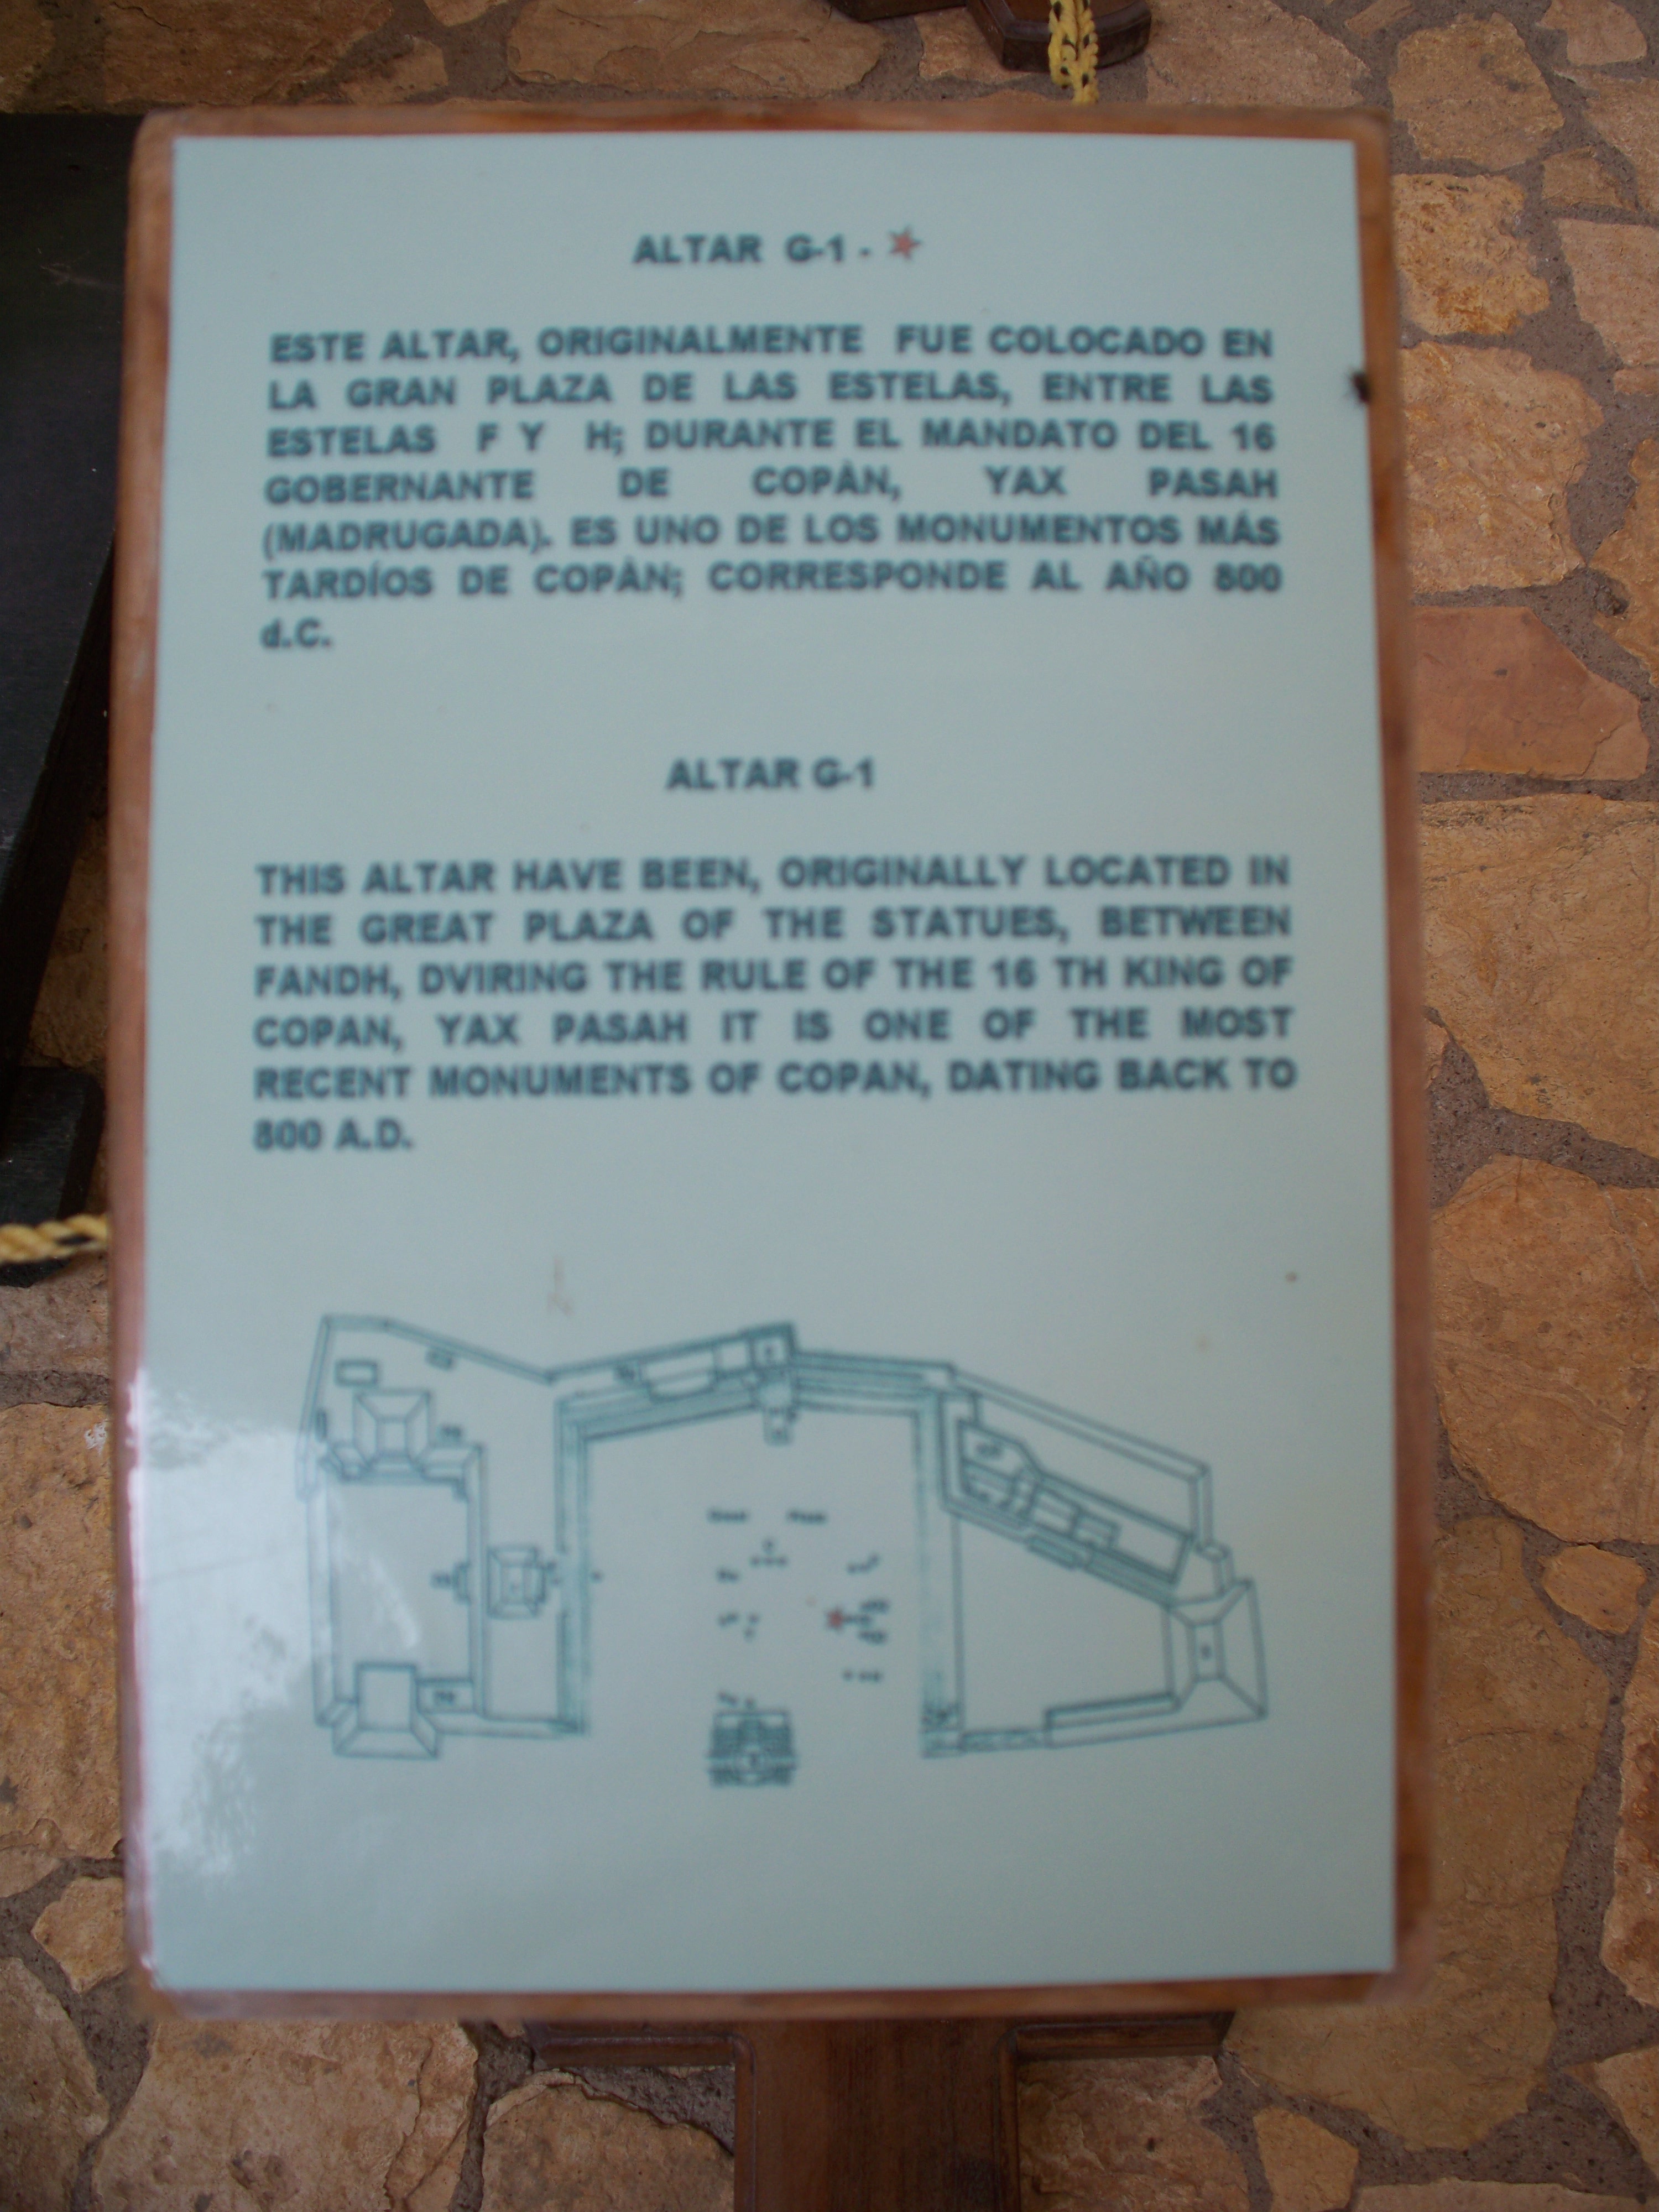 ALTAR G-1 -
ESTE ALTAR, ORIGINALMENTE FUE COLOCADO EN
LA GRAN PLAZA DE LAS ESTELAS, ENTRE LAS
ESTELAS F Y H; DURANTE EL MANDATO DEL 16
GOBERNANTE DE COPÀN, YAX PASAH
(MADRUGADA). ES UNO DE LOS MONUMENTOS MÁS
TARDÍOS DE COPÀN; CORRESPONDE AL AÑO 800
d.C.
ALTAR G-1
THIS ALTAR HAVE BEEN, ORIGINALLY LOCATED IN
THE GREAT PLAZA OF THE STATUES, BETWEEN
FANDH, DVIRING THE RULE OF THE 16 TH KING OF
COPAN, YAX PASAH IT IS ONE OF THE MOST
RECENT MONUMENTS OF COPAN, DATING BACK TO
800 A.D.